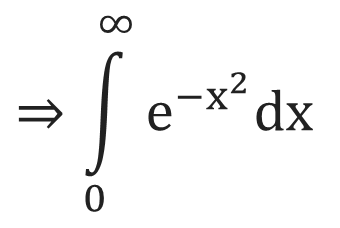 ⇒ ∫₀^∞ e^{-x²} dx